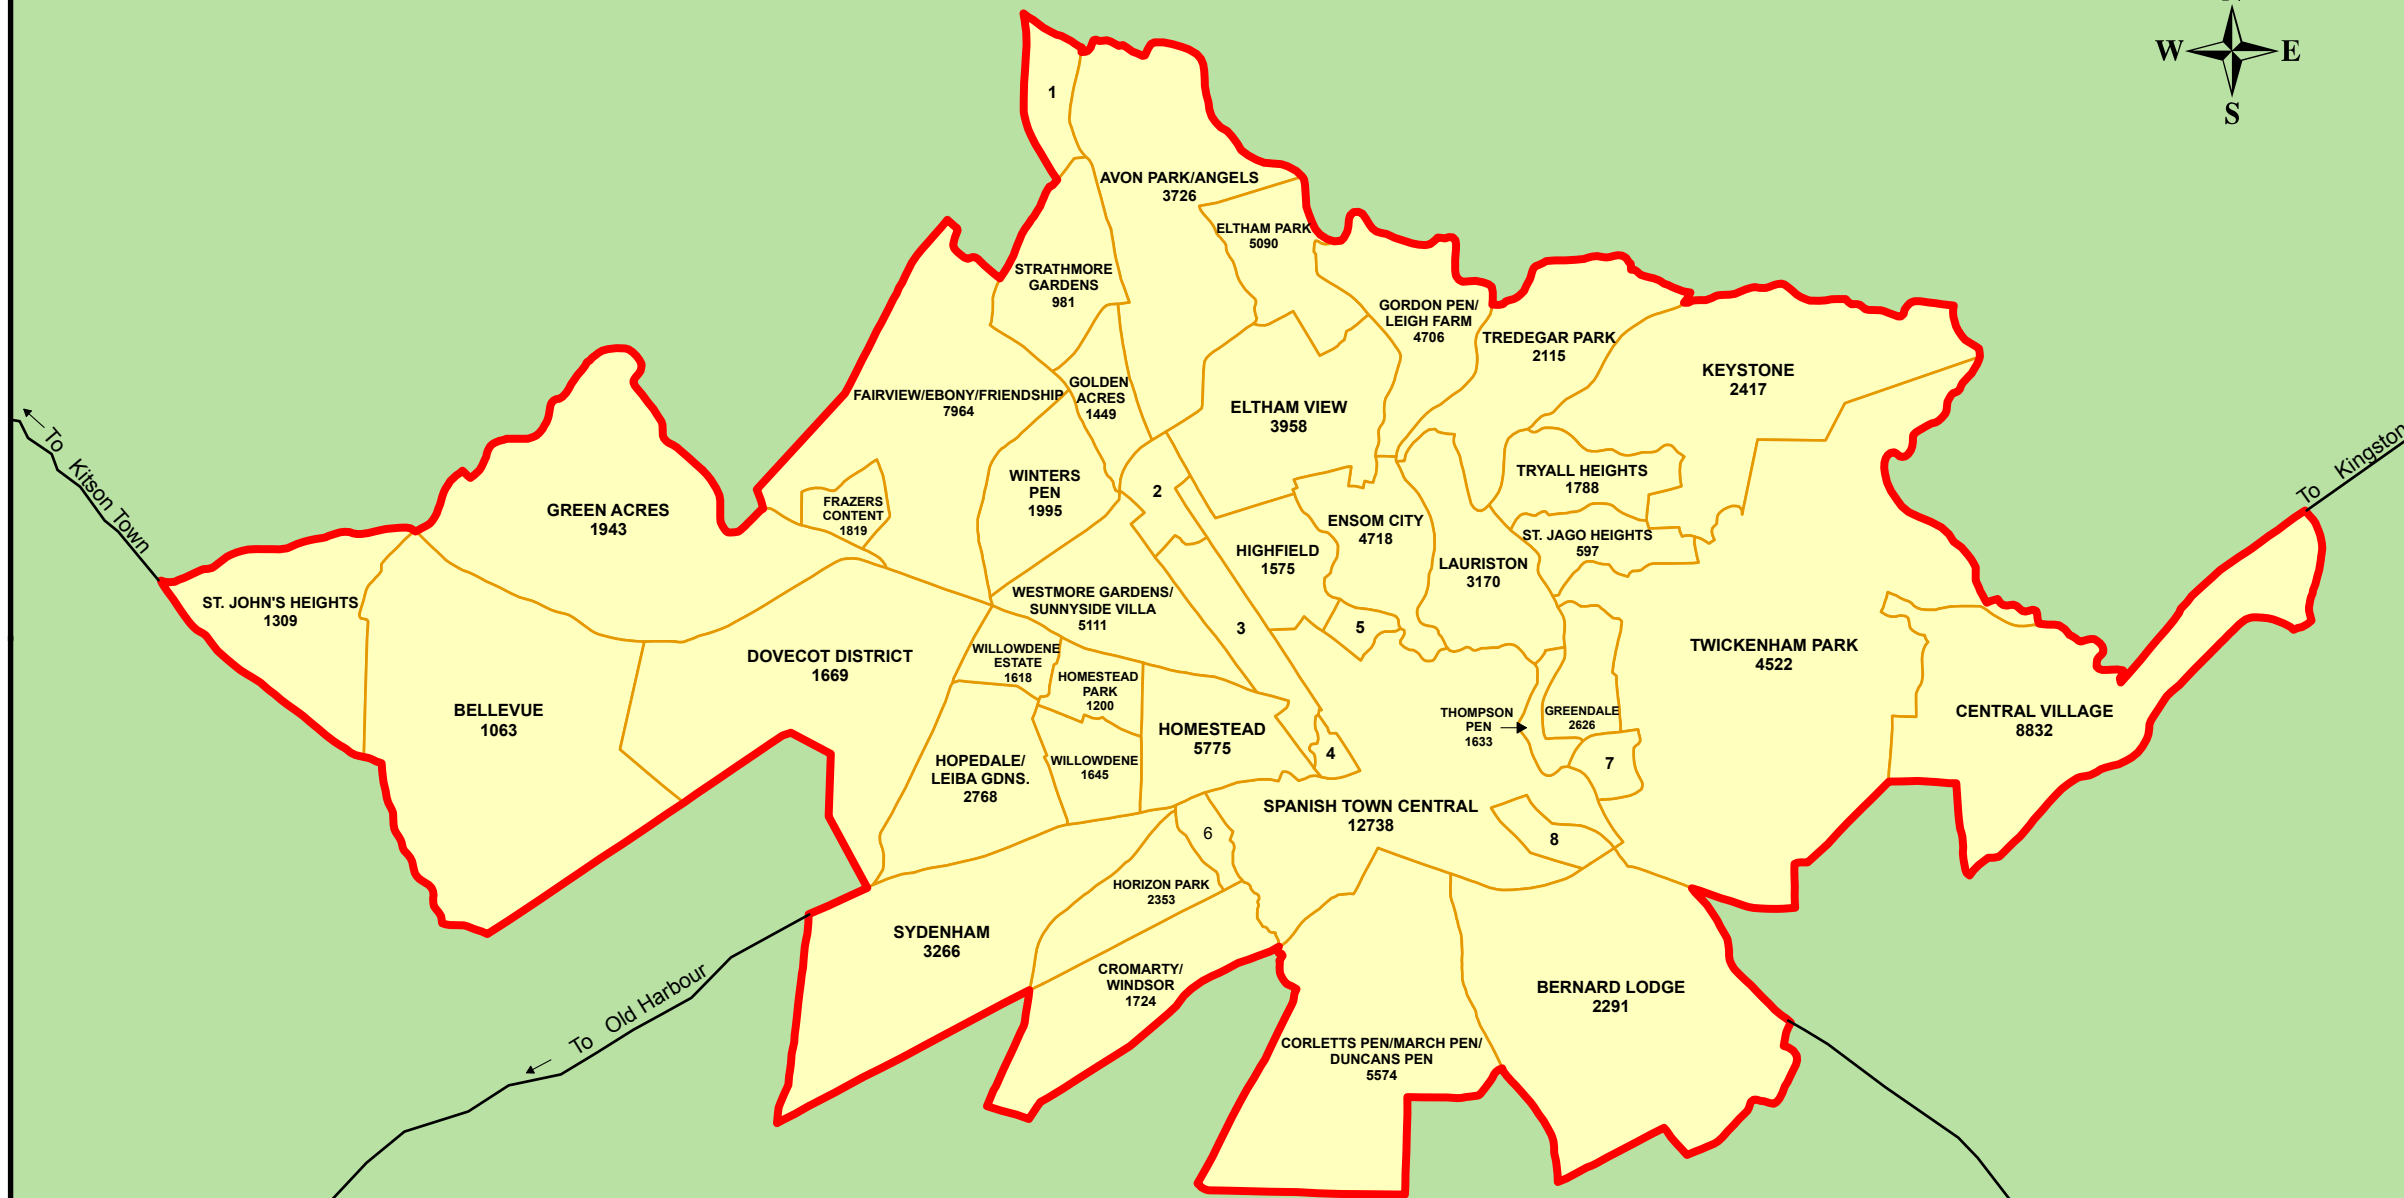 W
E
S
1
AVON PARK/ANGELS
3726
ELTHAM PARK
5090
STRATHMORE
GARDENS
981
GORDON PEN/
LEIGH FARM
4706
TREDEGAR PARK
2115
KEYSTONE
2417
FAIRVIEW/EBONY/FRIENDSHIP
7964
GOLDEN
ACRES
1449
ELTHAM VIEW
3958
To Kitson Town
To Kingston
GREEN ACRES
1943
FRAZERS
CONTENT
1819
WINTERS
PEN
1995
2
TRYALL HEIGHTS
1788
ENSOM CITY
4718
ST. JAGO HEIGHTS
597
HIGHFIELD
1575
LAURISTON
3170
ST. JOHN'S HEIGHTS
1309
WESTMORE GARDENS/
SUNNYSIDE VILLA
5111
3
5
DOVECOT DISTRICT
1669
WILLOWDENE
ESTATE
1618
HOMESTEAD
PARK
1200
TWICKENHAM PARK
4522
BELLEVUE
1063
HOMESTEAD
5775
THOMPSON
PEN
1633
GREENDALE
2626
CENTRAL VILLAGE
8832
4
7
HOPEDALE/
LEIBA GDNS.
2768
WILLOWDENE
1645
SPANISH TOWN CENTRAL
12738
6
8
HORIZON PARK
2353
SYDENHAM
3266
CROMARTY/
WINDSOR
1724
BERNARD LODGE
2291
To Old Harbour
CORLETTS PEN/MARCH PEN/
DUNCANS PEN
5574